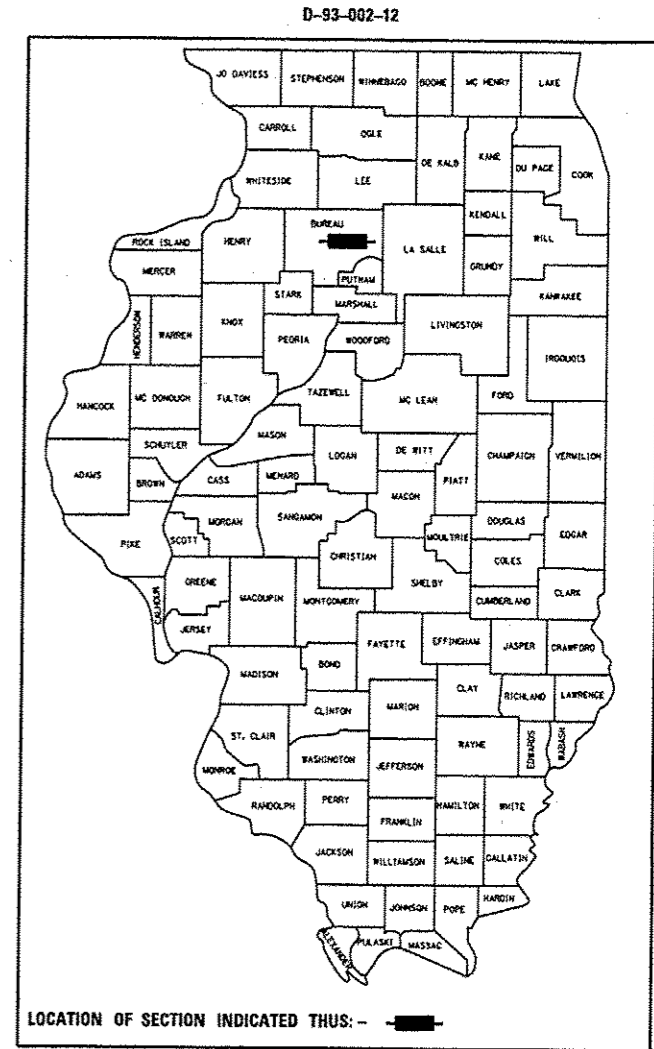 D-93-002-12
JO DAVIESS
STEPHENSON
WINNEBAGO
BOONE
MC HENRY
LAKE
CARROLL
OGLE
DE KALB
KANE
DU PAGE
COOK
WHITESIDE
LEE
KENDALL
WILL
BUREAU
ROCK ISLAND
HENRY
LA SALLE
GRUNDY
MERCER
PUTNAM
STARK
MARSHALL
KANKAKEE
HENDERSON
WARREN
KNOX
PEORIA
WOODFORD
LIVINGSTON
IROQUOIS
HANCOCK
MC DONOUGH
FULTON
TAZEWELL
MC LEAN
FORD
MASON
SCHUYLER
LOGAN
DE WITT
CHAMPAIGN
VERMILION
ADAMS
BROWN
CASS
MENARD
PIATT
MACON
MORGAN
SANGAMON
DOUGLAS
PIKE
SCOTT
MOULTRIE
EDGAR
CHRISTIAN
COLES
GREENE
SHELBY
CALHOUN
MACOUPIN
MONTGOMERY
CUMBERLAND
CLARK
JERSEY
FAYETTE
EFFINGHAM
JASPER
CRAWFORD
MADISON
BOND
CLAY
RICHLAND
LAWRENCE
CLINTON
MARION
ST. CLAIR
WAYNE
EDWARDS
WABASH
WASHINGTON
JEFFERSON
MONROE
RANDOLPH
PERRY
HAMILTON
WHITE
FRANKLIN
JACKSON
WILLIAMSON
SALINE
GALLATIN
UNION
JOHNSON
POPE
HARDIN
ALEXANDER
PULASKI
MASSAC
LOCATION OF SECTION INDICATED THUS: -